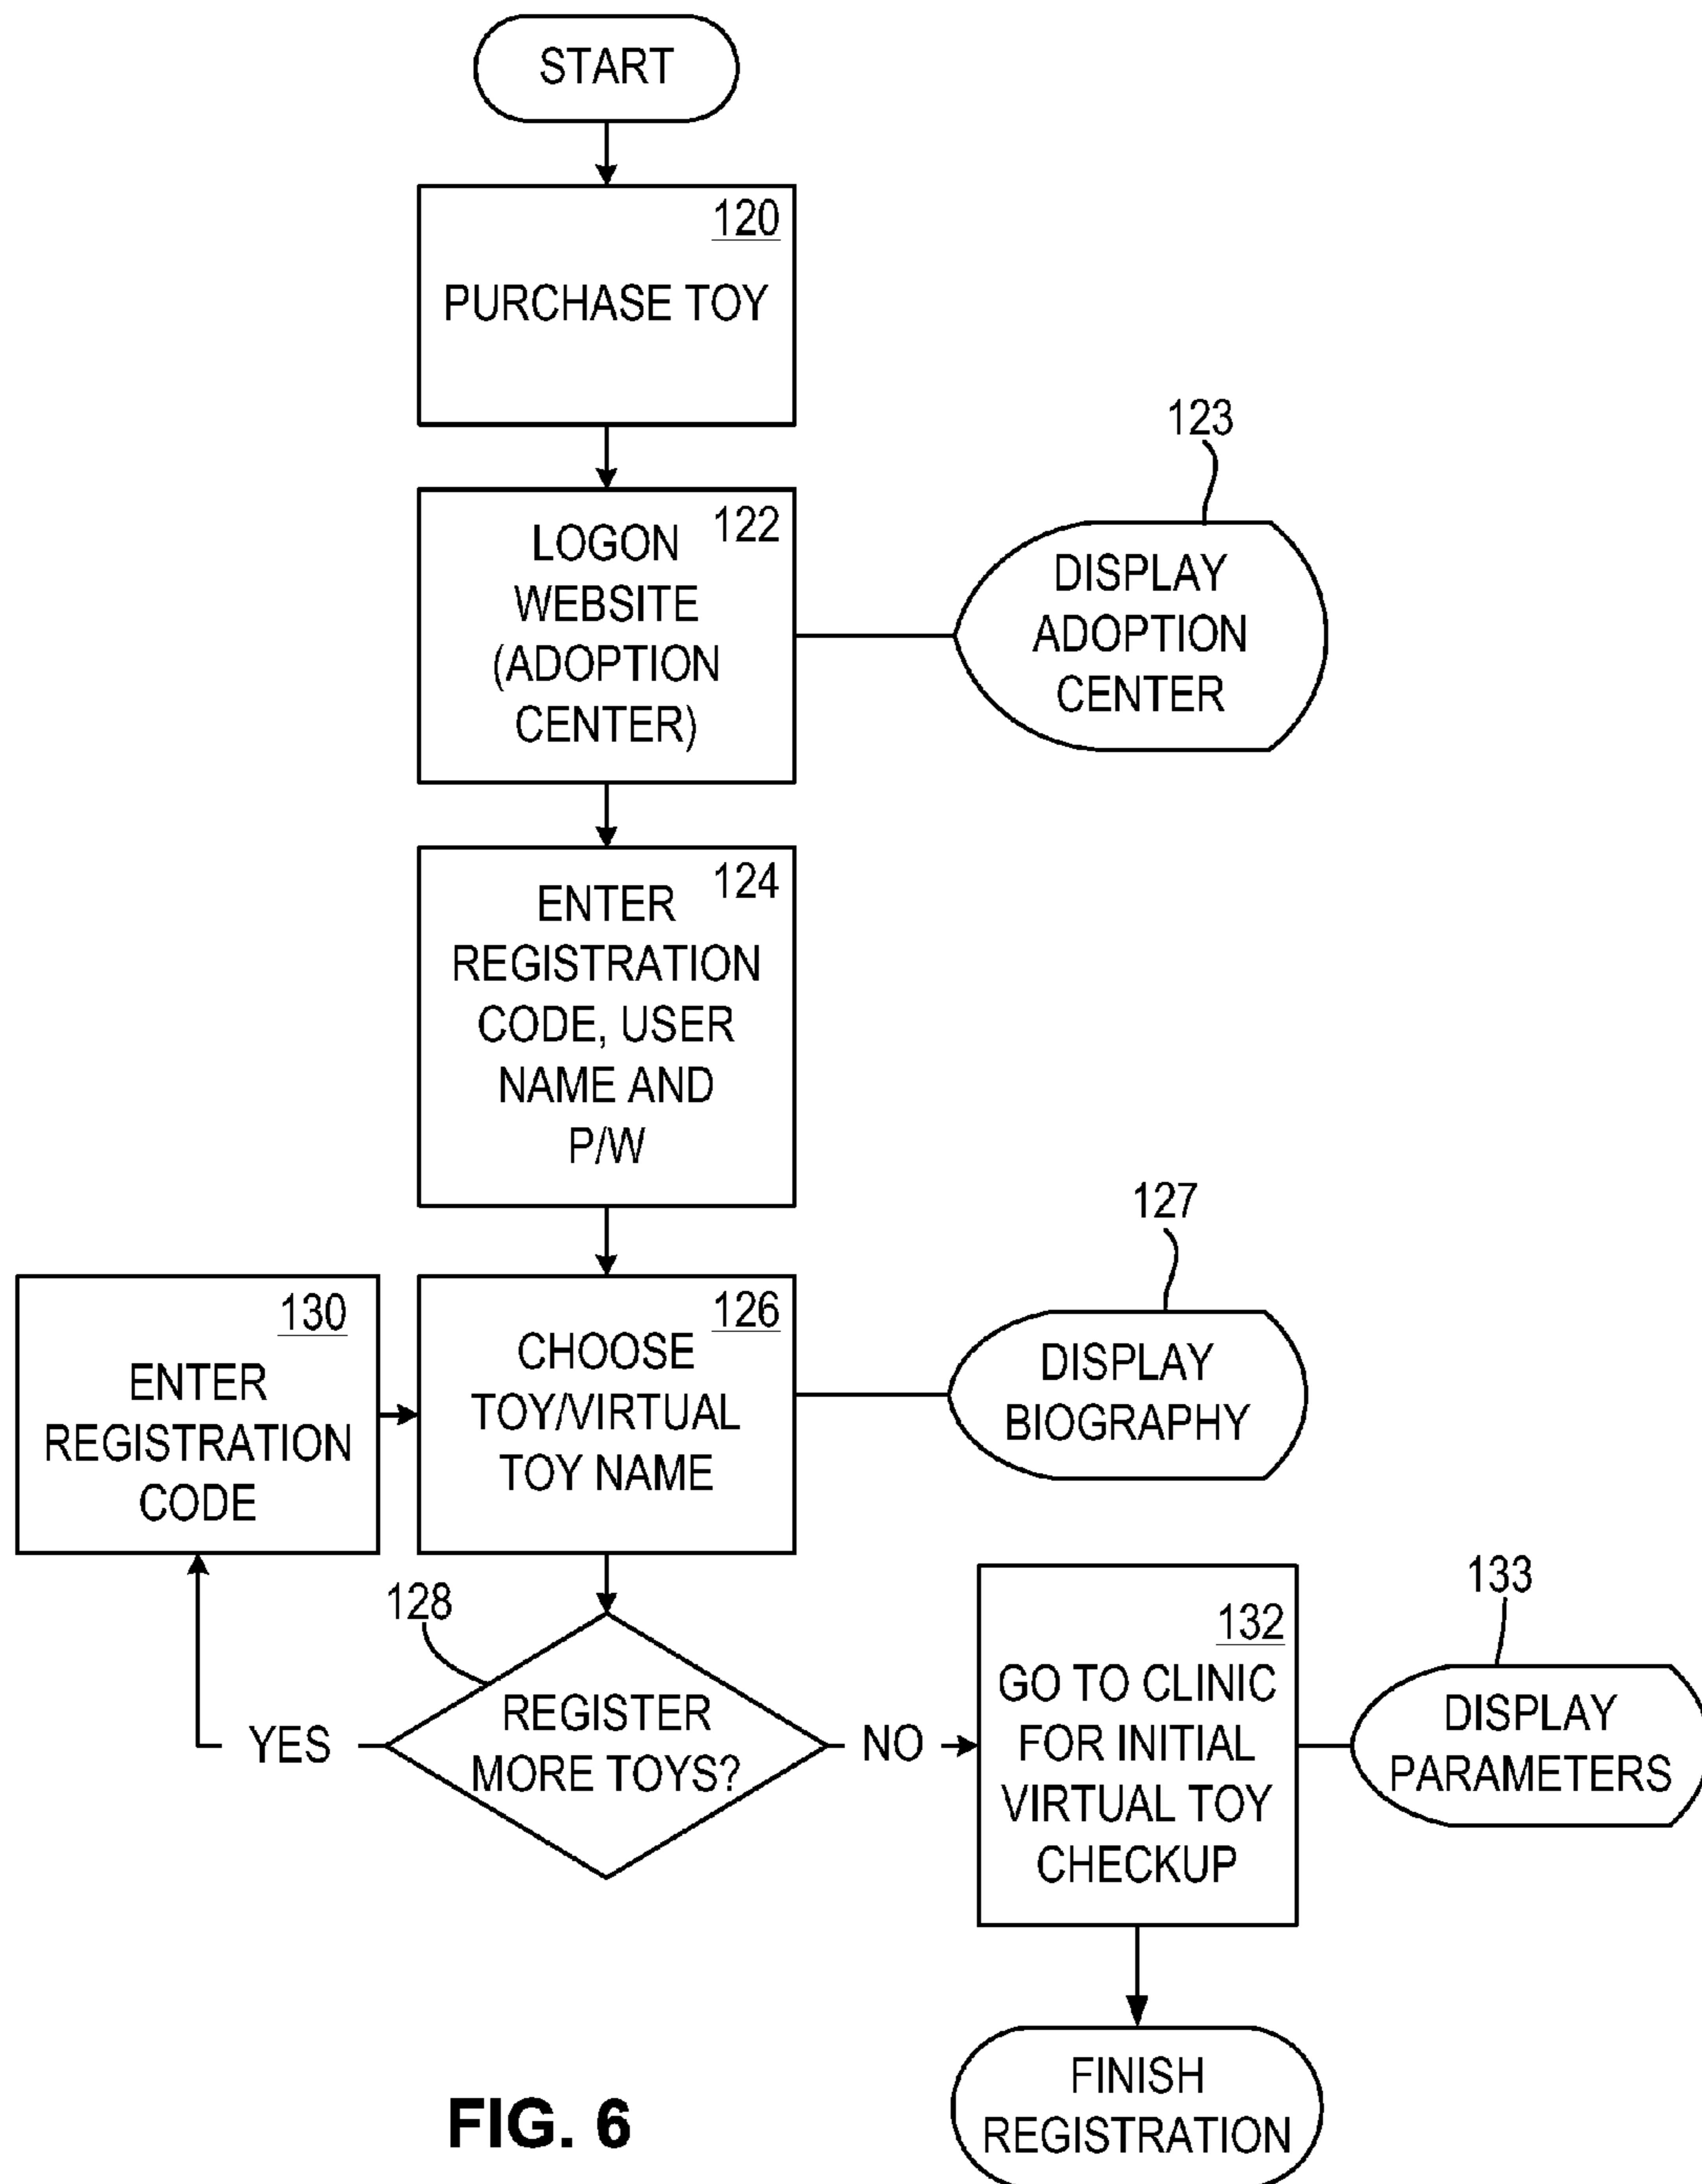 START
120
PURCHASE TOY
123
122
LOGON
WEBSITE
(ADOPTION
CENTER)
DISPLAY
ADOPTION
CENTER
124
ENTER
REGISTRATION
CODE, USER
NAME AND
P/W
127
130
ENTER
REGISTRATION
CODE
126
CHOOSE
TOY/VIRTUAL
TOY NAME
DISPLAY
BIOGRAPHY
128
REGISTER
MORE TOYS?
YES
NO
132
GO TO CLINIC
FOR INITIAL
VIRTUAL TOY
CHECKUP
133
DISPLAY
PARAMETERS
FINISH
REGISTRATION
FIG. 6